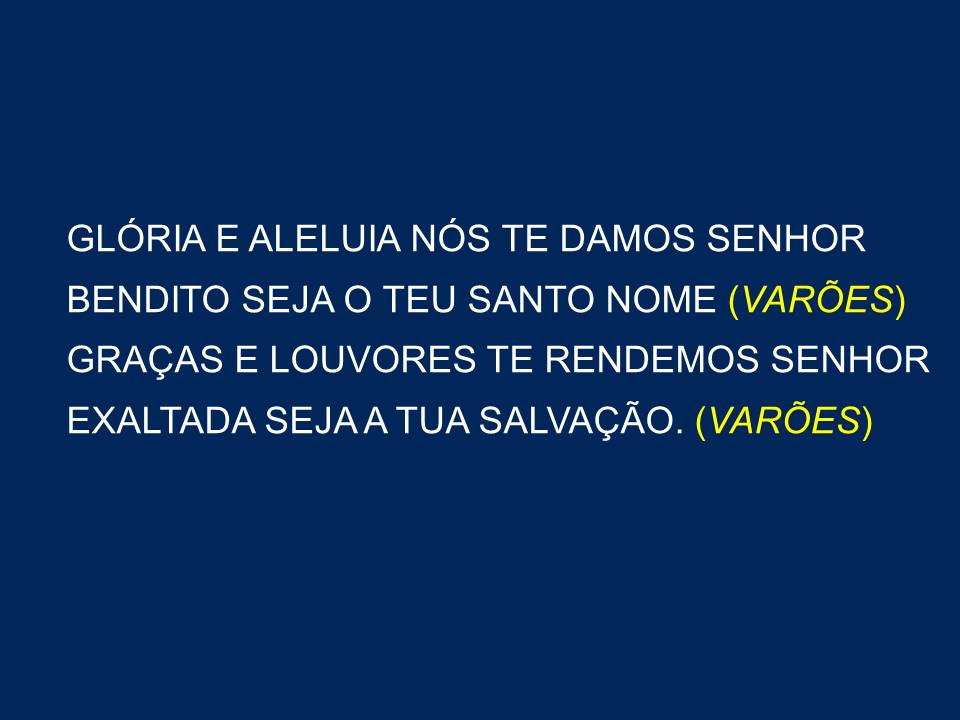 GLÓRIA E ALELUIA NÓS TE DAMOS SENHOR
BENDITO SEJA O TEU SANTO NOME (VARÕES)
GRAÇAS E LOUVORES TE RENDEMOS SENHOR
EXALTADA SEJA A TUA SALVAÇÃO. (VARÕES)